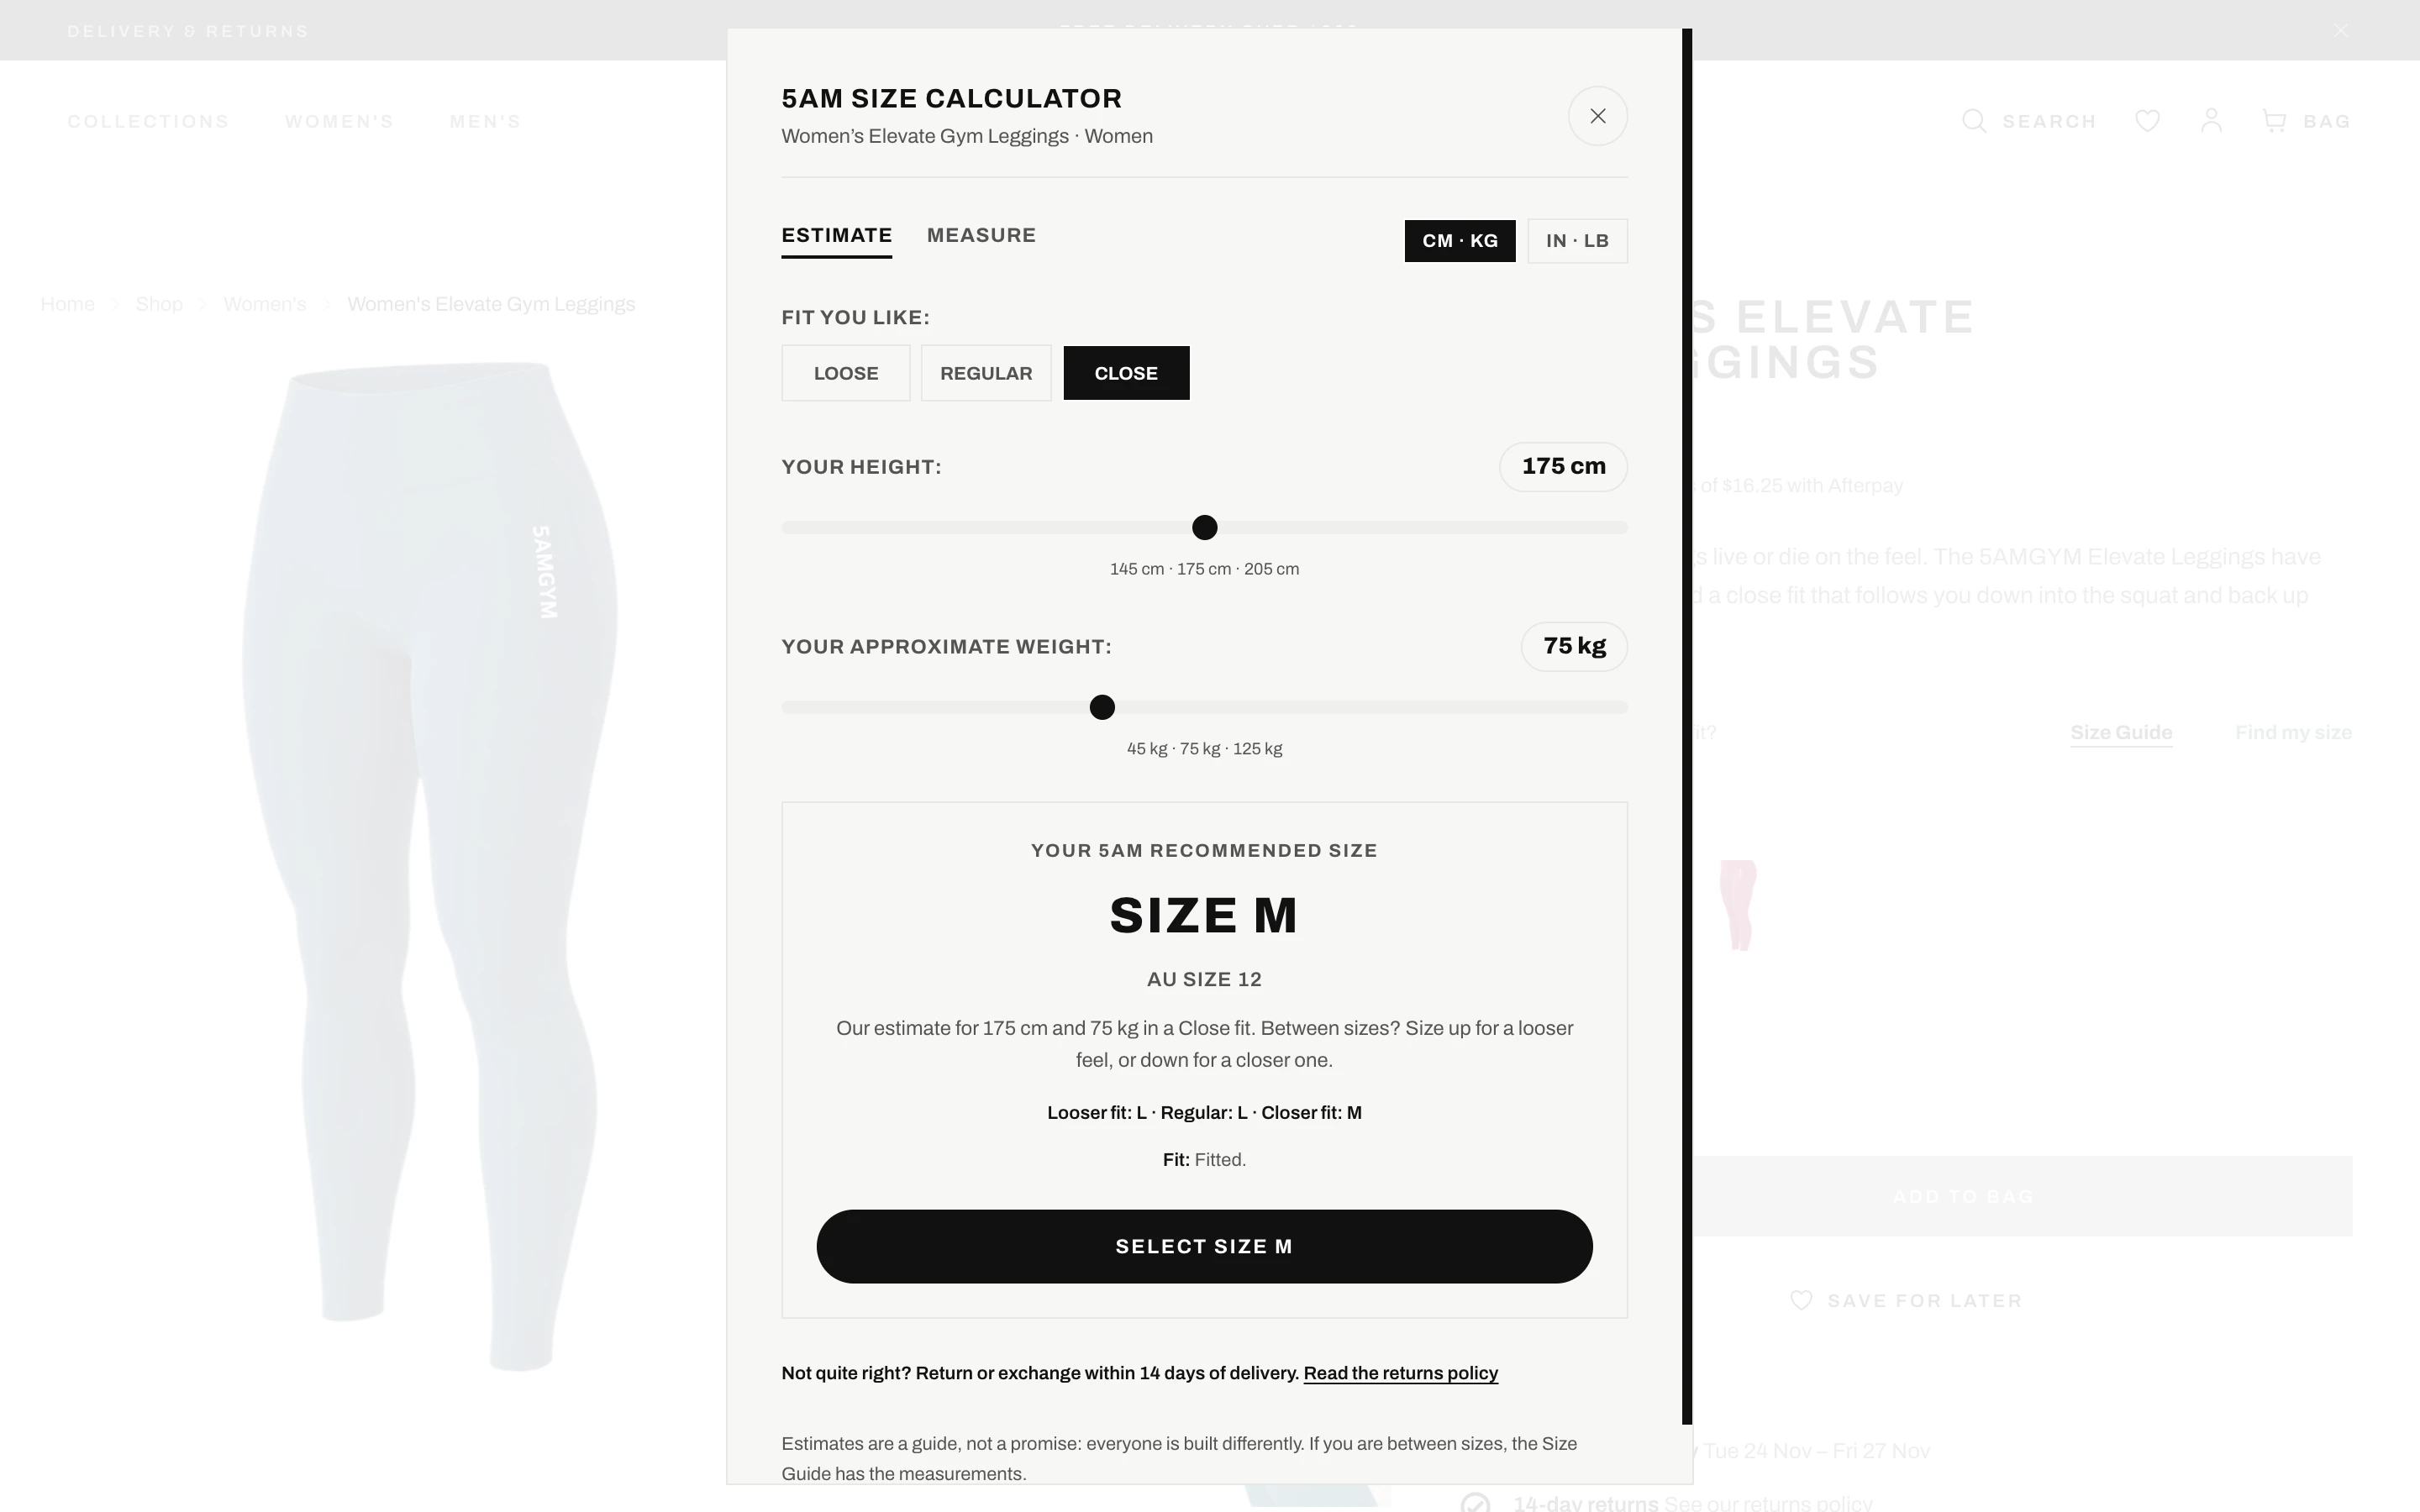 DELIVERY & RETURNS
COLLECTIONS WOMEN'S MEN'S
SEARCH BAG
Home Shop Women's Women's Elevate Gym Leggings
5AMGYM
5AM SIZE CALCULATOR
Women’s Elevate Gym Leggings · Women
ESTIMATE MEASURE CM · KG IN · LB
FIT YOU LIKE:
LOOSE REGULAR CLOSE
YOUR HEIGHT: 175 cm
145 cm · 175 cm · 205 cm
YOUR APPROXIMATE WEIGHT: 75 kg
45 kg · 75 kg · 125 kg
YOUR 5AM RECOMMENDED SIZE
SIZE M
AU SIZE 12
Our estimate for 175 cm and 75 kg in a Close fit. Between sizes? Size up for a looser
feel, or down for a closer one.
Looser fit: L · Regular: L · Closer fit: M
Fit: Fitted.
SELECT SIZE M
Not quite right? Return or exchange within 14 days of delivery. Read the returns policy
Estimates are a guide, not a promise: everyone is built differently. If you are between sizes, the Size
Guide has the measurements.
ELEVATE
of $16.25 with Afterpay
live or die on the feel. The 5AMGYM Elevate Leggings have
a close fit that follows you down into the squat and back up
it? Size Guide Find my size
ADD TO BAG
SAVE FOR LATER
Tue 24 Nov – Fri 27 Nov
14-day returns See our returns policy